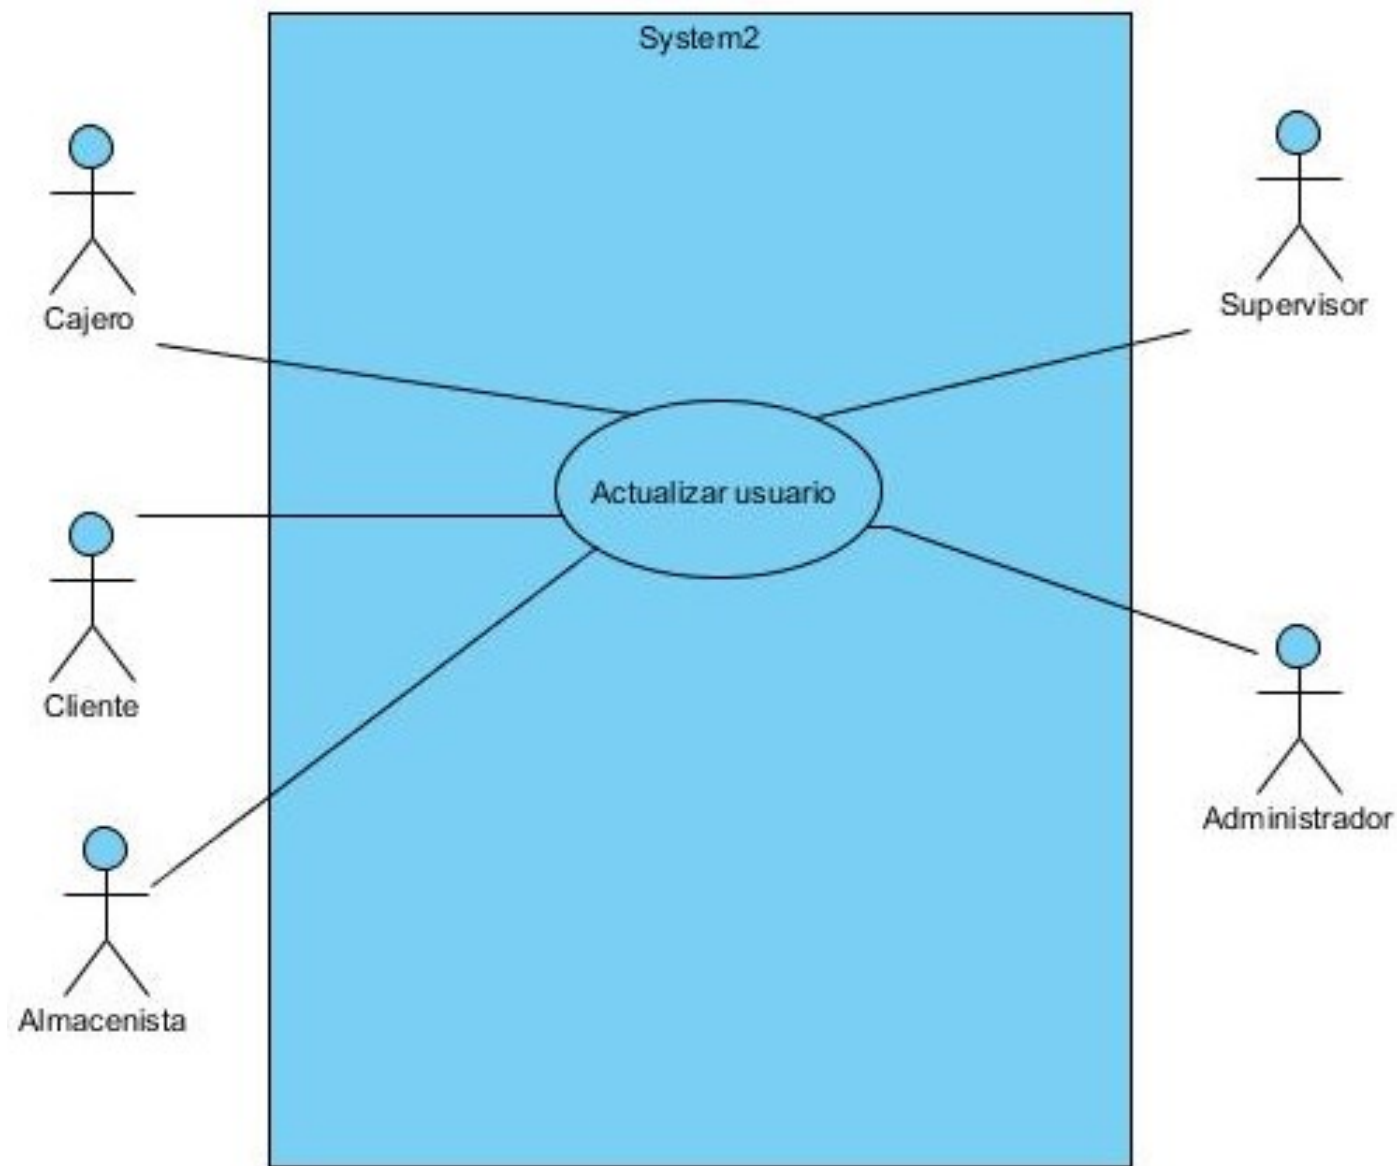 System2
Cajero
Supervisor
Actualizar usuario
Cliente
Administrador
Almacenista